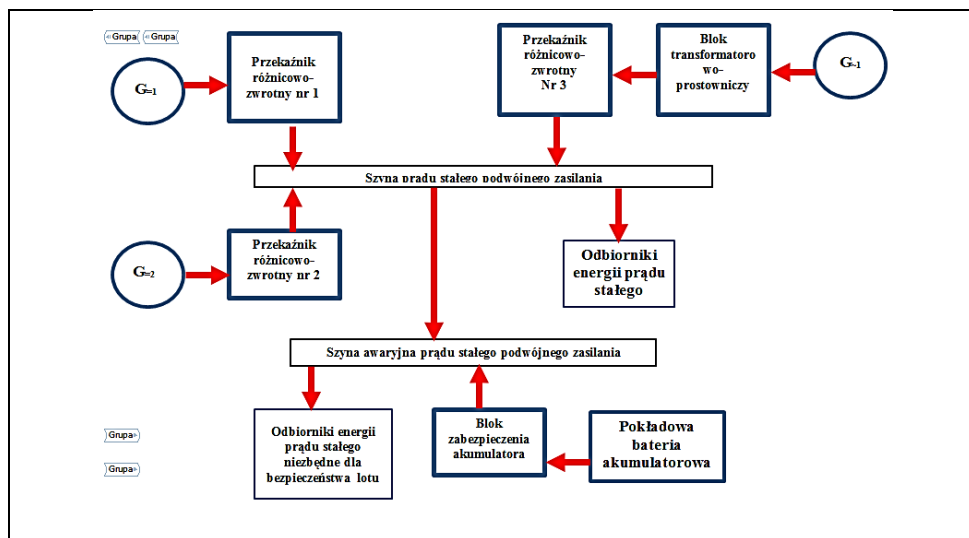 Grupa Grupa
G=1
Przekaźnik
różnicowo-
zwrotny nr 1
Przekaźnik
różnicowo-
zwrotny
Nr 3
Blok
transformatoro
wo-
prostowniczy
G~1
Szyna prądu stałego podwójnego zasilania
G=2
Przekaźnik
różnicowo-
zwrotny nr 2
Odbiorniki
energii prądu
stałego
Szyna awaryjna prądu stałego podwójnego zasilania
Odbiorniki energii
prądu stałego
niezbędne dla
bezpieczeństwa lotu
Blok
zabezpieczenia
akumulatora
Pokładowa
bateria
akumulatorowa
Grupa
Grupa